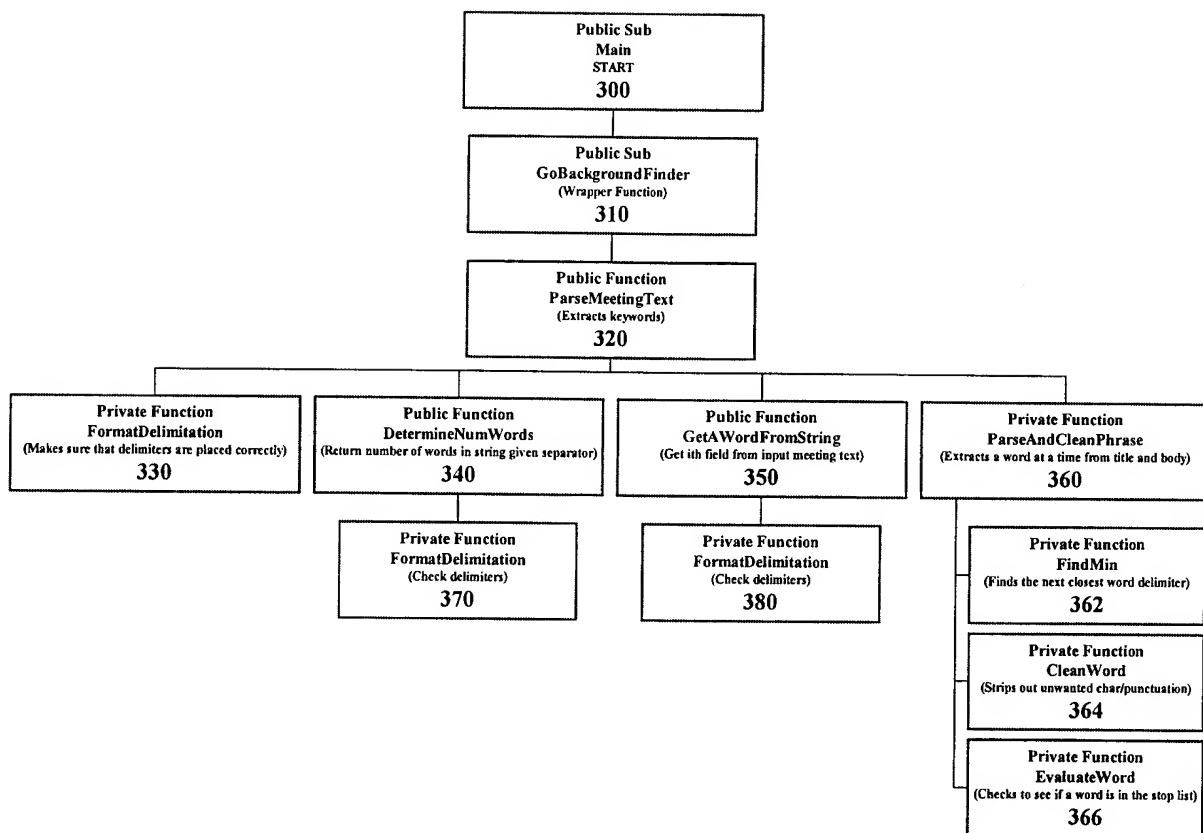 Public Sub
Main
START
300
Public Sub
GoBackgroundFinder
(Wrapper Function)
310
Public Function
ParseMeetingText
(Extracts keywords)
320
Private Function
FormatDelimitation
(Makes sure that delimiters are placed correctly)
330
Public Function
DetermineNumWords
(Return number of words in string given separator)
340
Public Function
GetAWordFromString
(Get ith field from input meeting text)
350
Private Function
ParseAndCleanPhrase
(Extracts a word at a time from title and body)
360
Private Function
FormatDelimitation
(Check delimiters)
370
Private Function
FormatDelimitation
(Check delimiters)
380
Private Function
FindMin
(Finds the next closest word delimiter)
362
Private Function
CleanWord
(Strips out unwanted char/punctuation)
364
Private Function
EvaluateWord
(Checks to see if a word is in the stop list)
366